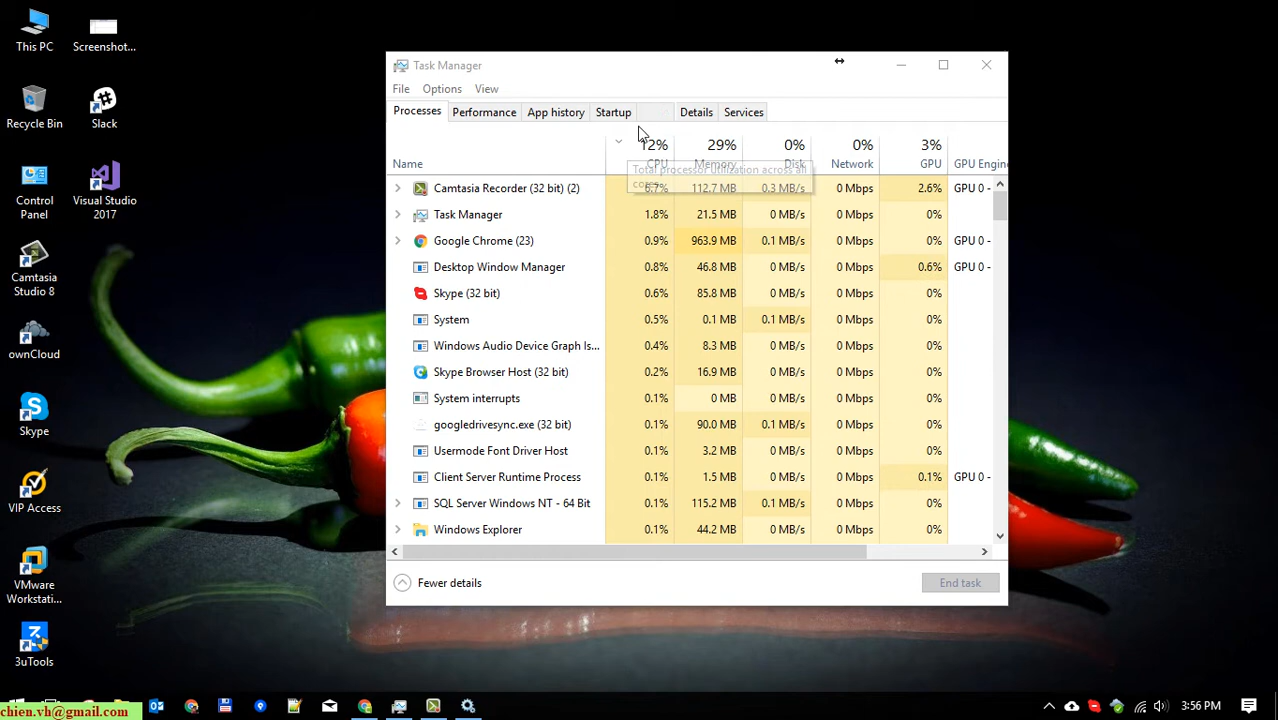 This PC
Screenshot...
Recycle Bin
Slack
Control
Panel
Visual Studio
2017
Camtasia
Studio 8
ownCloud
Skype
VIP Access
VMware
Workstati...
3uTools
Task Manager
File Options View
Processes Performance App history Startup Details Services
12% 29% 0% 0% 3%
Name CPU Memory Disk Network GPU GPU Engine
Total processor utilization across all
cores
Camtasia Recorder (32 bit) (2) 6.7% 112.7 MB 0.3 MB/s 0 Mbps 2.6% GPU 0 -
Task Manager 1.8% 21.5 MB 0 MB/s 0 Mbps 0%
Google Chrome (23) 0.9% 963.9 MB 0.1 MB/s 0 Mbps 0% GPU 0 -
Desktop Window Manager 0.8% 46.8 MB 0 MB/s 0 Mbps 0.6% GPU 0 -
Skype (32 bit) 0.6% 85.8 MB 0 MB/s 0 Mbps 0%
System 0.5% 0.1 MB 0.1 MB/s 0 Mbps 0%
Windows Audio Device Graph Is... 0.4% 8.3 MB 0 MB/s 0 Mbps 0%
Skype Browser Host (32 bit) 0.2% 16.9 MB 0 MB/s 0 Mbps 0%
System interrupts 0.1% 0 MB 0 MB/s 0 Mbps 0%
googledrivesync.exe (32 bit) 0.1% 90.0 MB 0.1 MB/s 0 Mbps 0%
Usermode Font Driver Host 0.1% 3.2 MB 0 MB/s 0 Mbps 0%
Client Server Runtime Process 0.1% 1.5 MB 0 MB/s 0 Mbps 0.1% GPU 0 -
SQL Server Windows NT - 64 Bit 0.1% 115.2 MB 0.1 MB/s 0 Mbps 0%
Windows Explorer 0.1% 44.2 MB 0 MB/s 0 Mbps 0%
Fewer details End task
chien.vh@gmail.com
3:56 PM